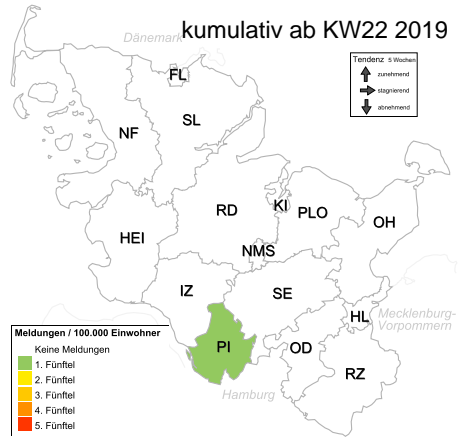 kumulativ ab KW22 2019
Dänemark
Tendenz 5 Wochen
zunehmend
stagnierend
abnehmend
FL
SL
NF
RD
KI
PLO
OH
HEI
NMS
IZ
SE
HL
Mecklenburg-
Vorpommern
PI
OD
RZ
Hamburg
Meldungen / 100.000 Einwohner
Keine Meldungen
1. Fünftel
2. Fünftel
3. Fünftel
4. Fünftel
5. Fünftel